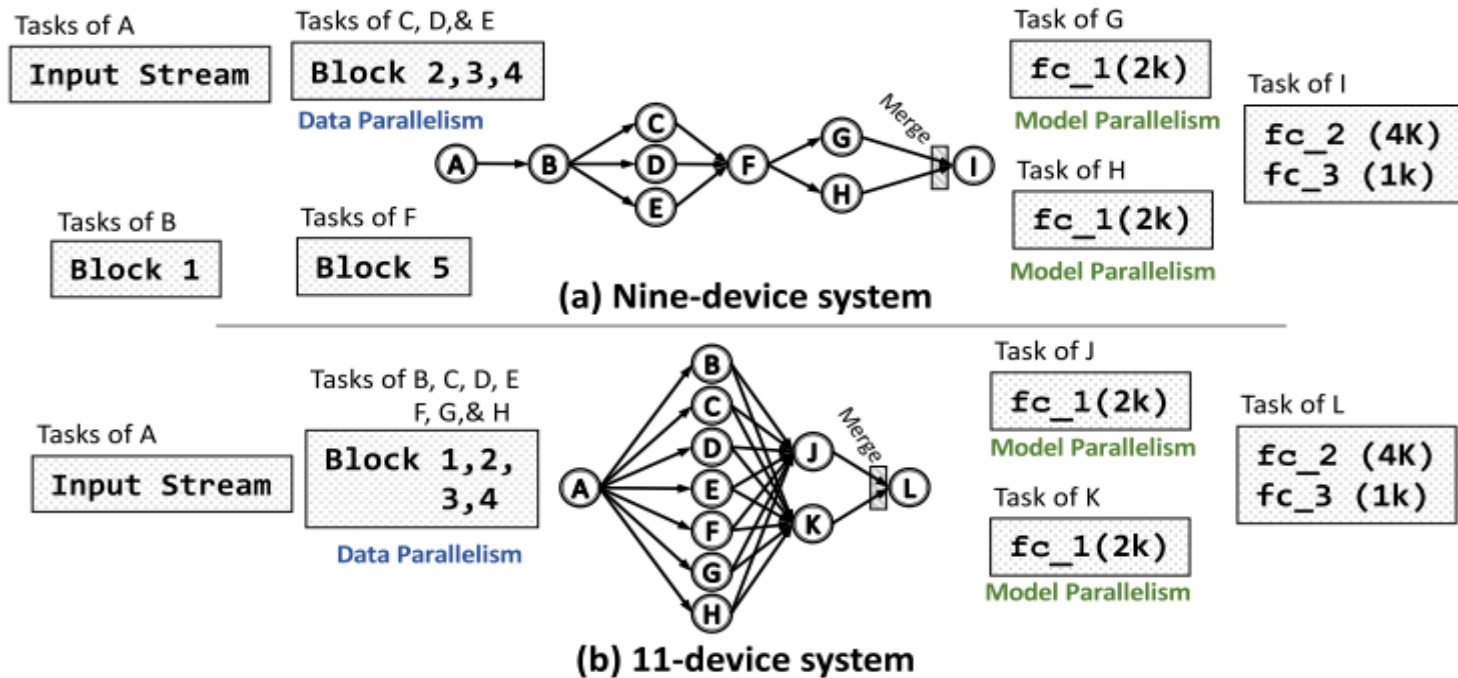 Tasks of A
Input Stream
Tasks of C, D,& E
Block 2,3,4
Data Parallelism
Tasks of B
Block 1
Tasks of F
Block 5
A
B
C
D
E
F
G
H
Merge
I
Task of G
fc_1(2k)
Model Parallelism
Task of H
fc_1(2k)
Model Parallelism
Task of I
fc_2 (4K)
fc_3 (1k)
(a) Nine-device system
Tasks of A
Input Stream
Tasks of B, C, D, E
F, G,& H
Block 1,2,
3,4
Data Parallelism
A
B
C
D
E
F
G
H
J
K
Merge
L
Task of J
fc_1(2k)
Model Parallelism
Task of K
fc_1(2k)
Model Parallelism
Task of L
fc_2 (4K)
fc_3 (1k)
(b) 11-device system